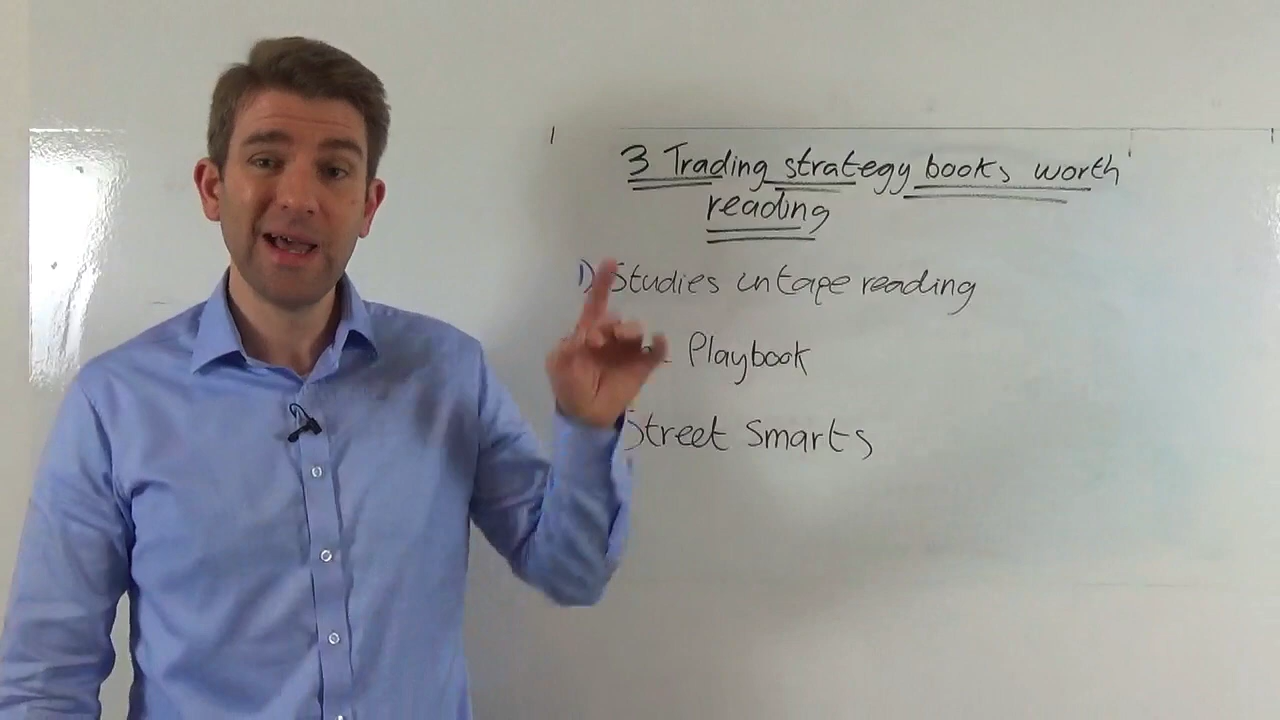 3 Trading strategy books worth
reading
1) Studies in tape reading
Playbook
Street Smarts